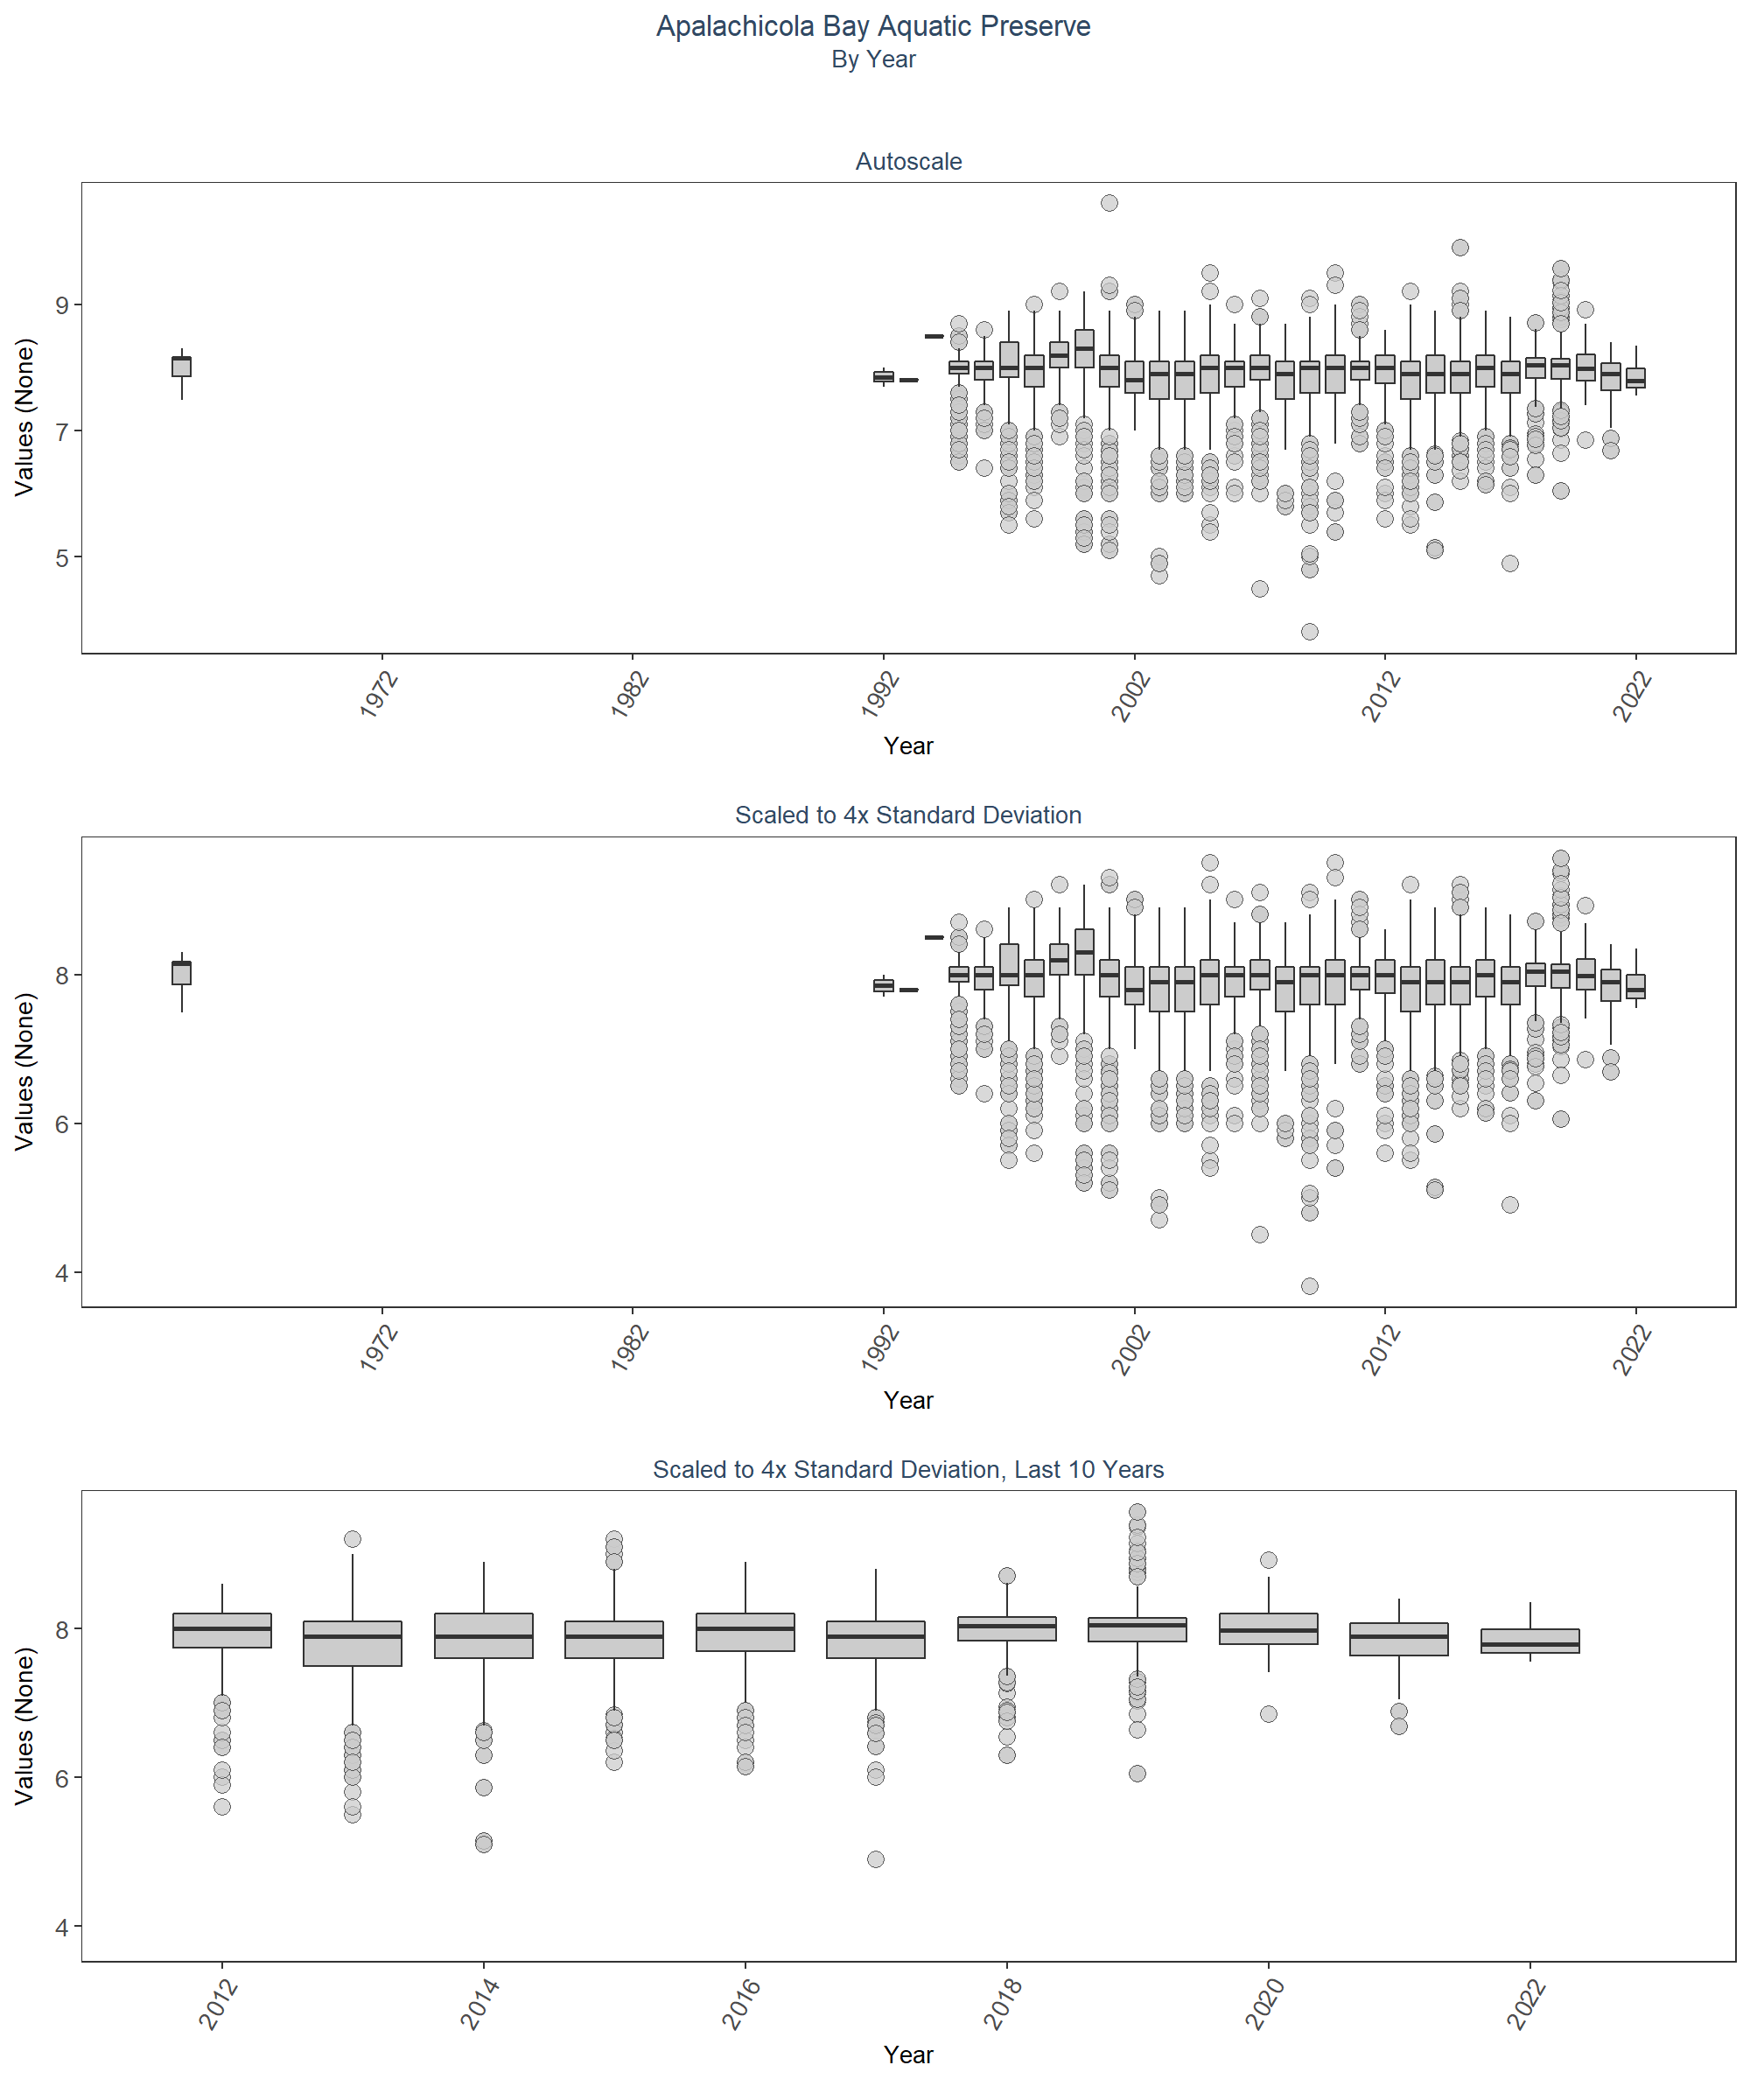 Apalachicola Bay Aquatic Preserve
By Year
Autoscale
Values (None)
9
7
5
1972
1982
1992
2002
2012
2022
Year
Scaled to 4x Standard Deviation
Values (None)
8
6
4
1972
1982
1992
2002
2012
2022
Year
Scaled to 4x Standard Deviation, Last 10 Years
Values (None)
8
6
4
2012
2014
2016
2018
2020
2022
Year